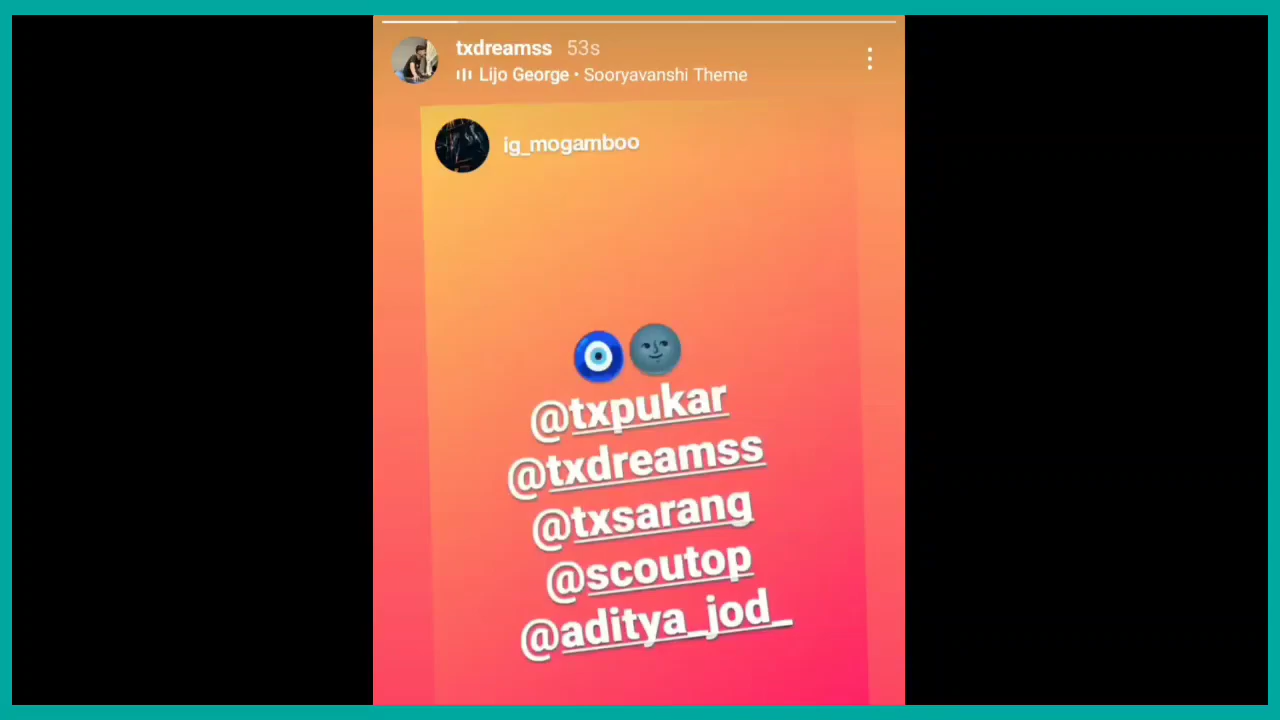 txdreamss 53s
Lijo George • Sooryavanshi Theme
ig_mogamboo
@txpukar
@txdreamss
@txsarang
@scoutop
@aditya_jod_